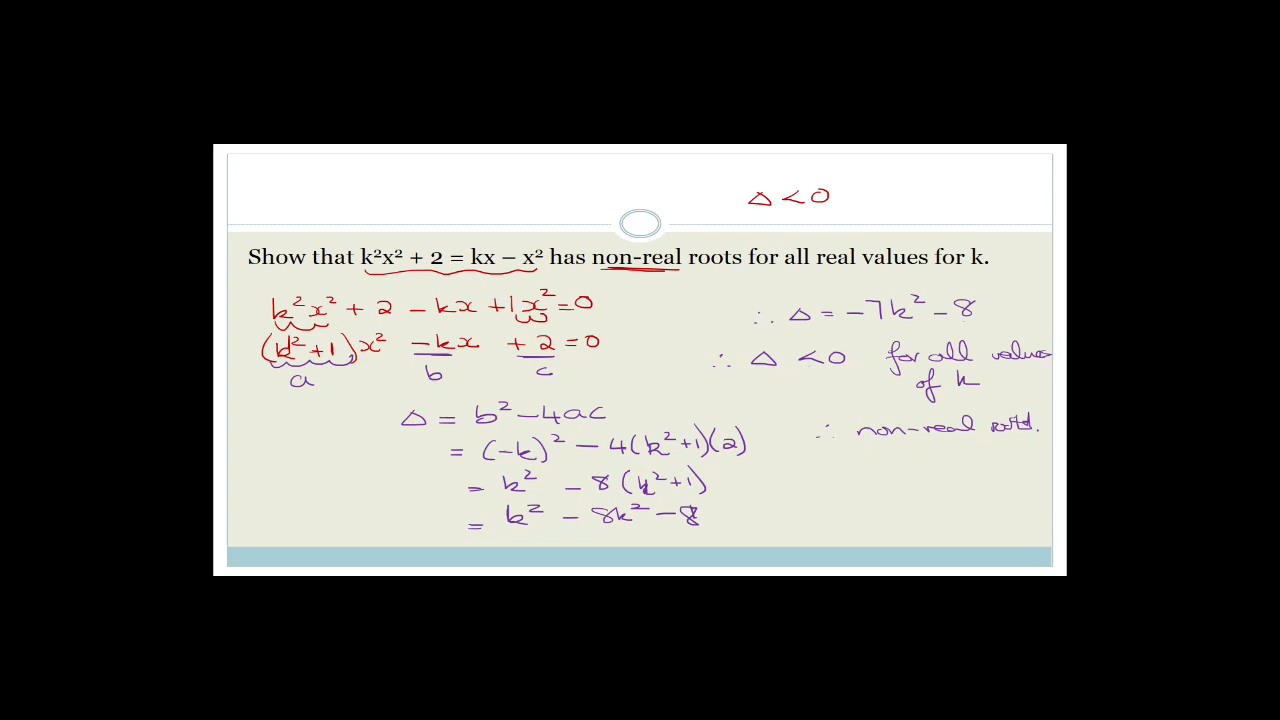 Δ < 0
Show that k²x² + 2 = kx – x² has non-real roots for all real values for k.
k²x² + 2 – kx + 1x² = 0
(k² + 1)x² – kx + 2 = 0
a b c
Δ = b² – 4ac
= (–k)² – 4(k² + 1)(2)
= k² – 8(k² + 1)
= k² – 8k² – 8
∴ Δ = –7k² – 8
∴ Δ < 0 for all values
of k
∴ non-real roots.